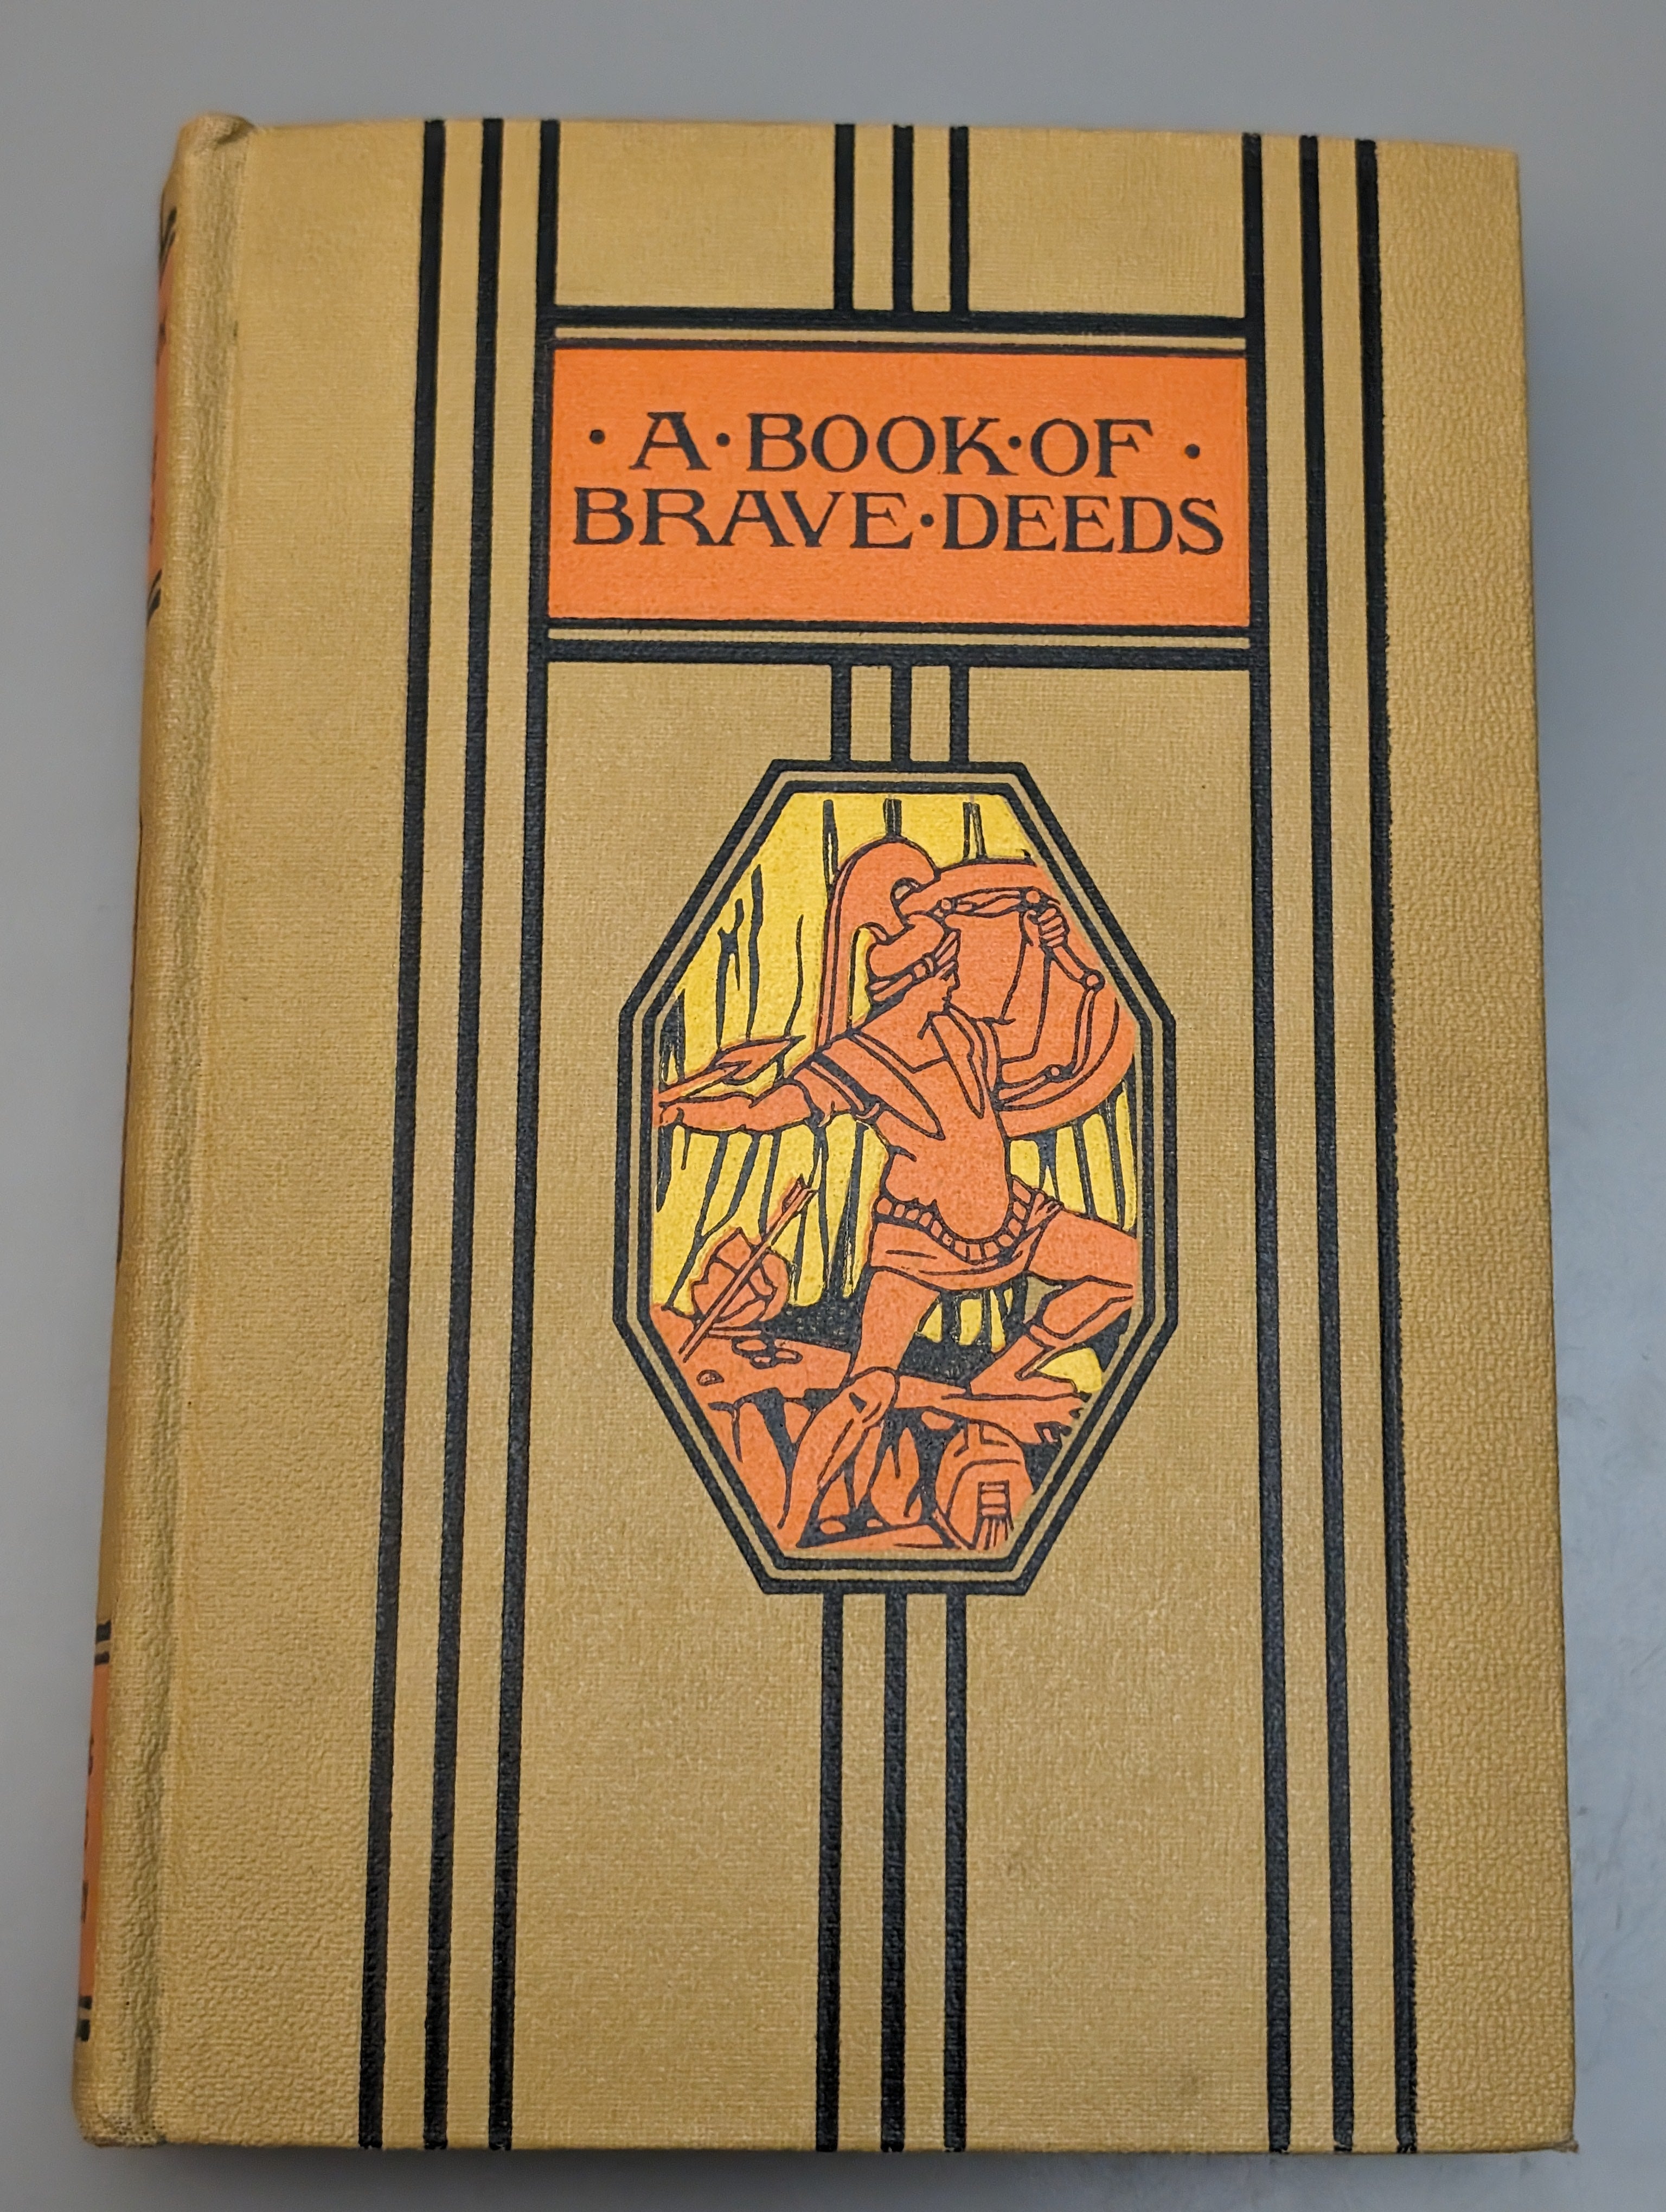 · A · BOOK · OF ·
BRAVE · DEEDS